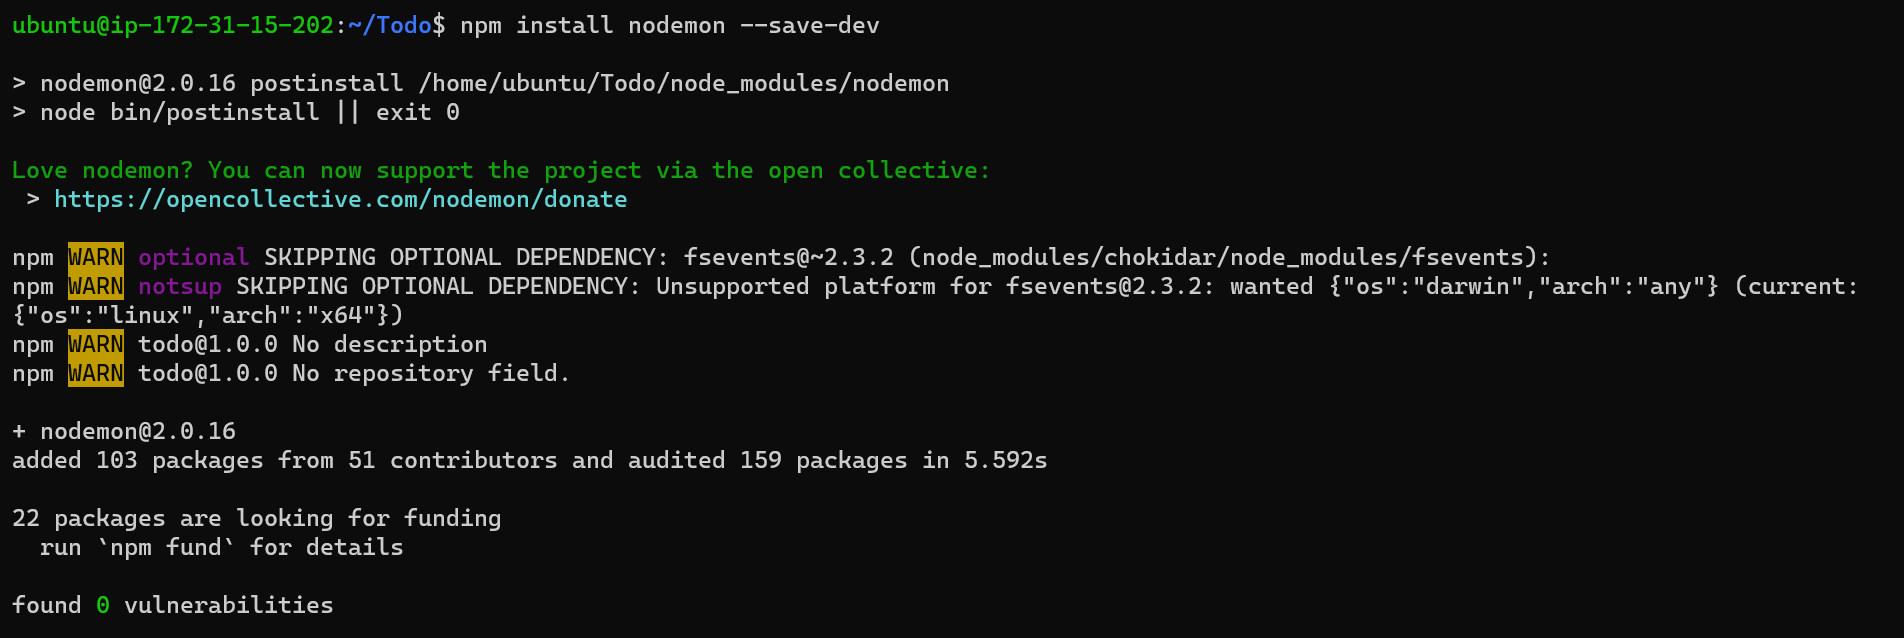 ubuntu@ip-172-31-15-202:~/Todo$ npm install nodemon --save-dev
> nodemon@2.0.16 postinstall /home/ubuntu/Todo/node_modules/nodemon
> node bin/postinstall || exit 0
Love nodemon? You can now support the project via the open collective:
 > https://opencollective.com/nodemon/donate
npm WARN optional SKIPPING OPTIONAL DEPENDENCY: fsevents@~2.3.2 (node_modules/chokidar/node_modules/fsevents):
npm WARN notsup SKIPPING OPTIONAL DEPENDENCY: Unsupported platform for fsevents@2.3.2: wanted {"os":"darwin","arch":"any"} (current:
{"os":"linux","arch":"x64"})
npm WARN todo@1.0.0 No description
npm WARN todo@1.0.0 No repository field.
+ nodemon@2.0.16
added 103 packages from 51 contributors and audited 159 packages in 5.592s
22 packages are looking for funding
  run `npm fund` for details
found 0 vulnerabilities